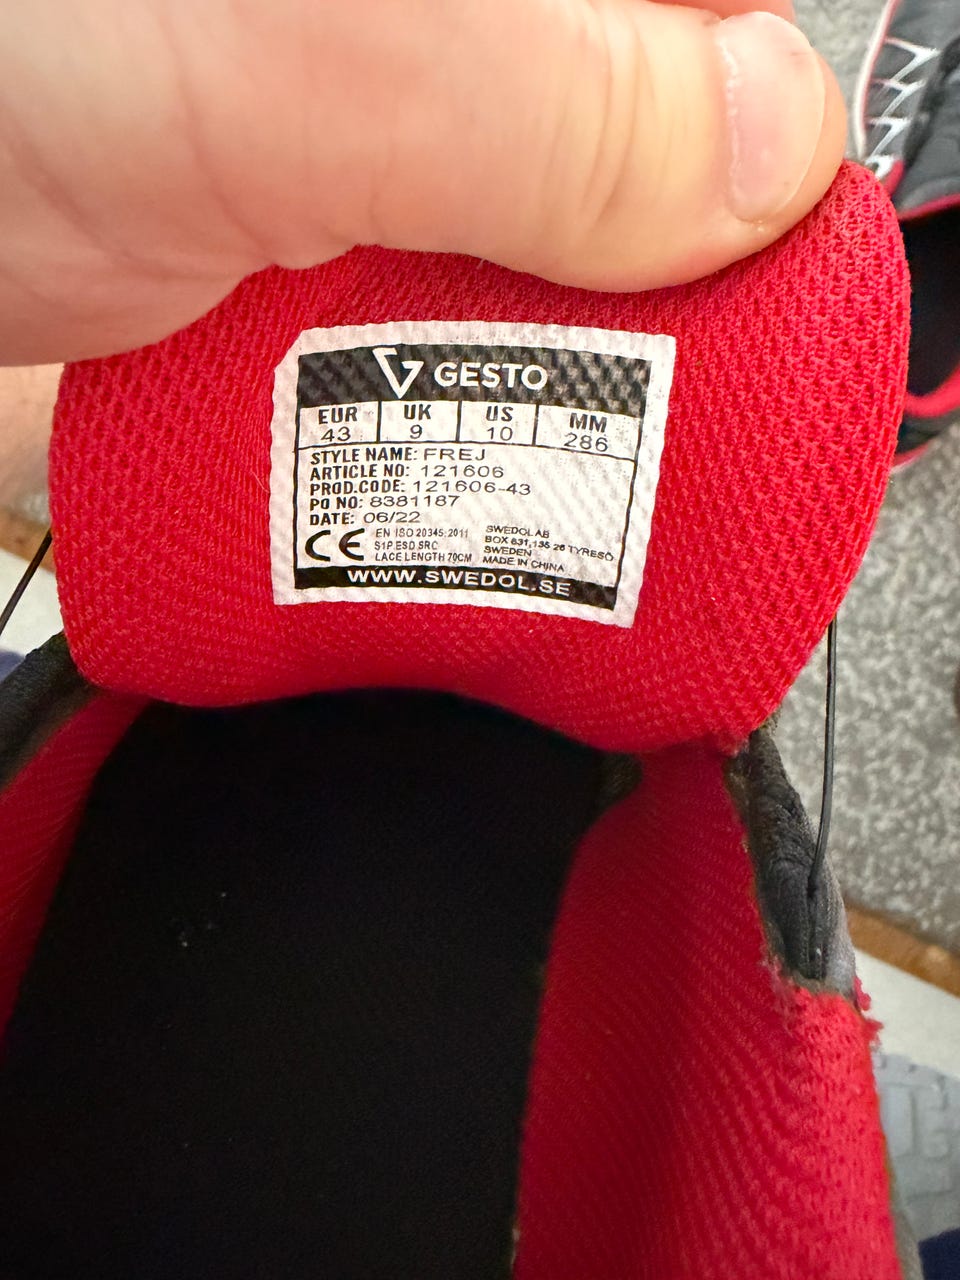 GESTO
EUR UK US MM
43 9 10 286
STYLE NAME: FREJ
ARTICLE NO: 121606
PROD.CODE: 121606-43
PO NO: 8381187
DATE: 06/22
CE
EN ISO 20345:2011
S1P ESD SRC
LACE LENGTH 70CM
SWEDOL AB
BOX 631,135 26 TYRESÖ
SWEDEN
MADE IN CHINA
WWW.SWEDOL.SE